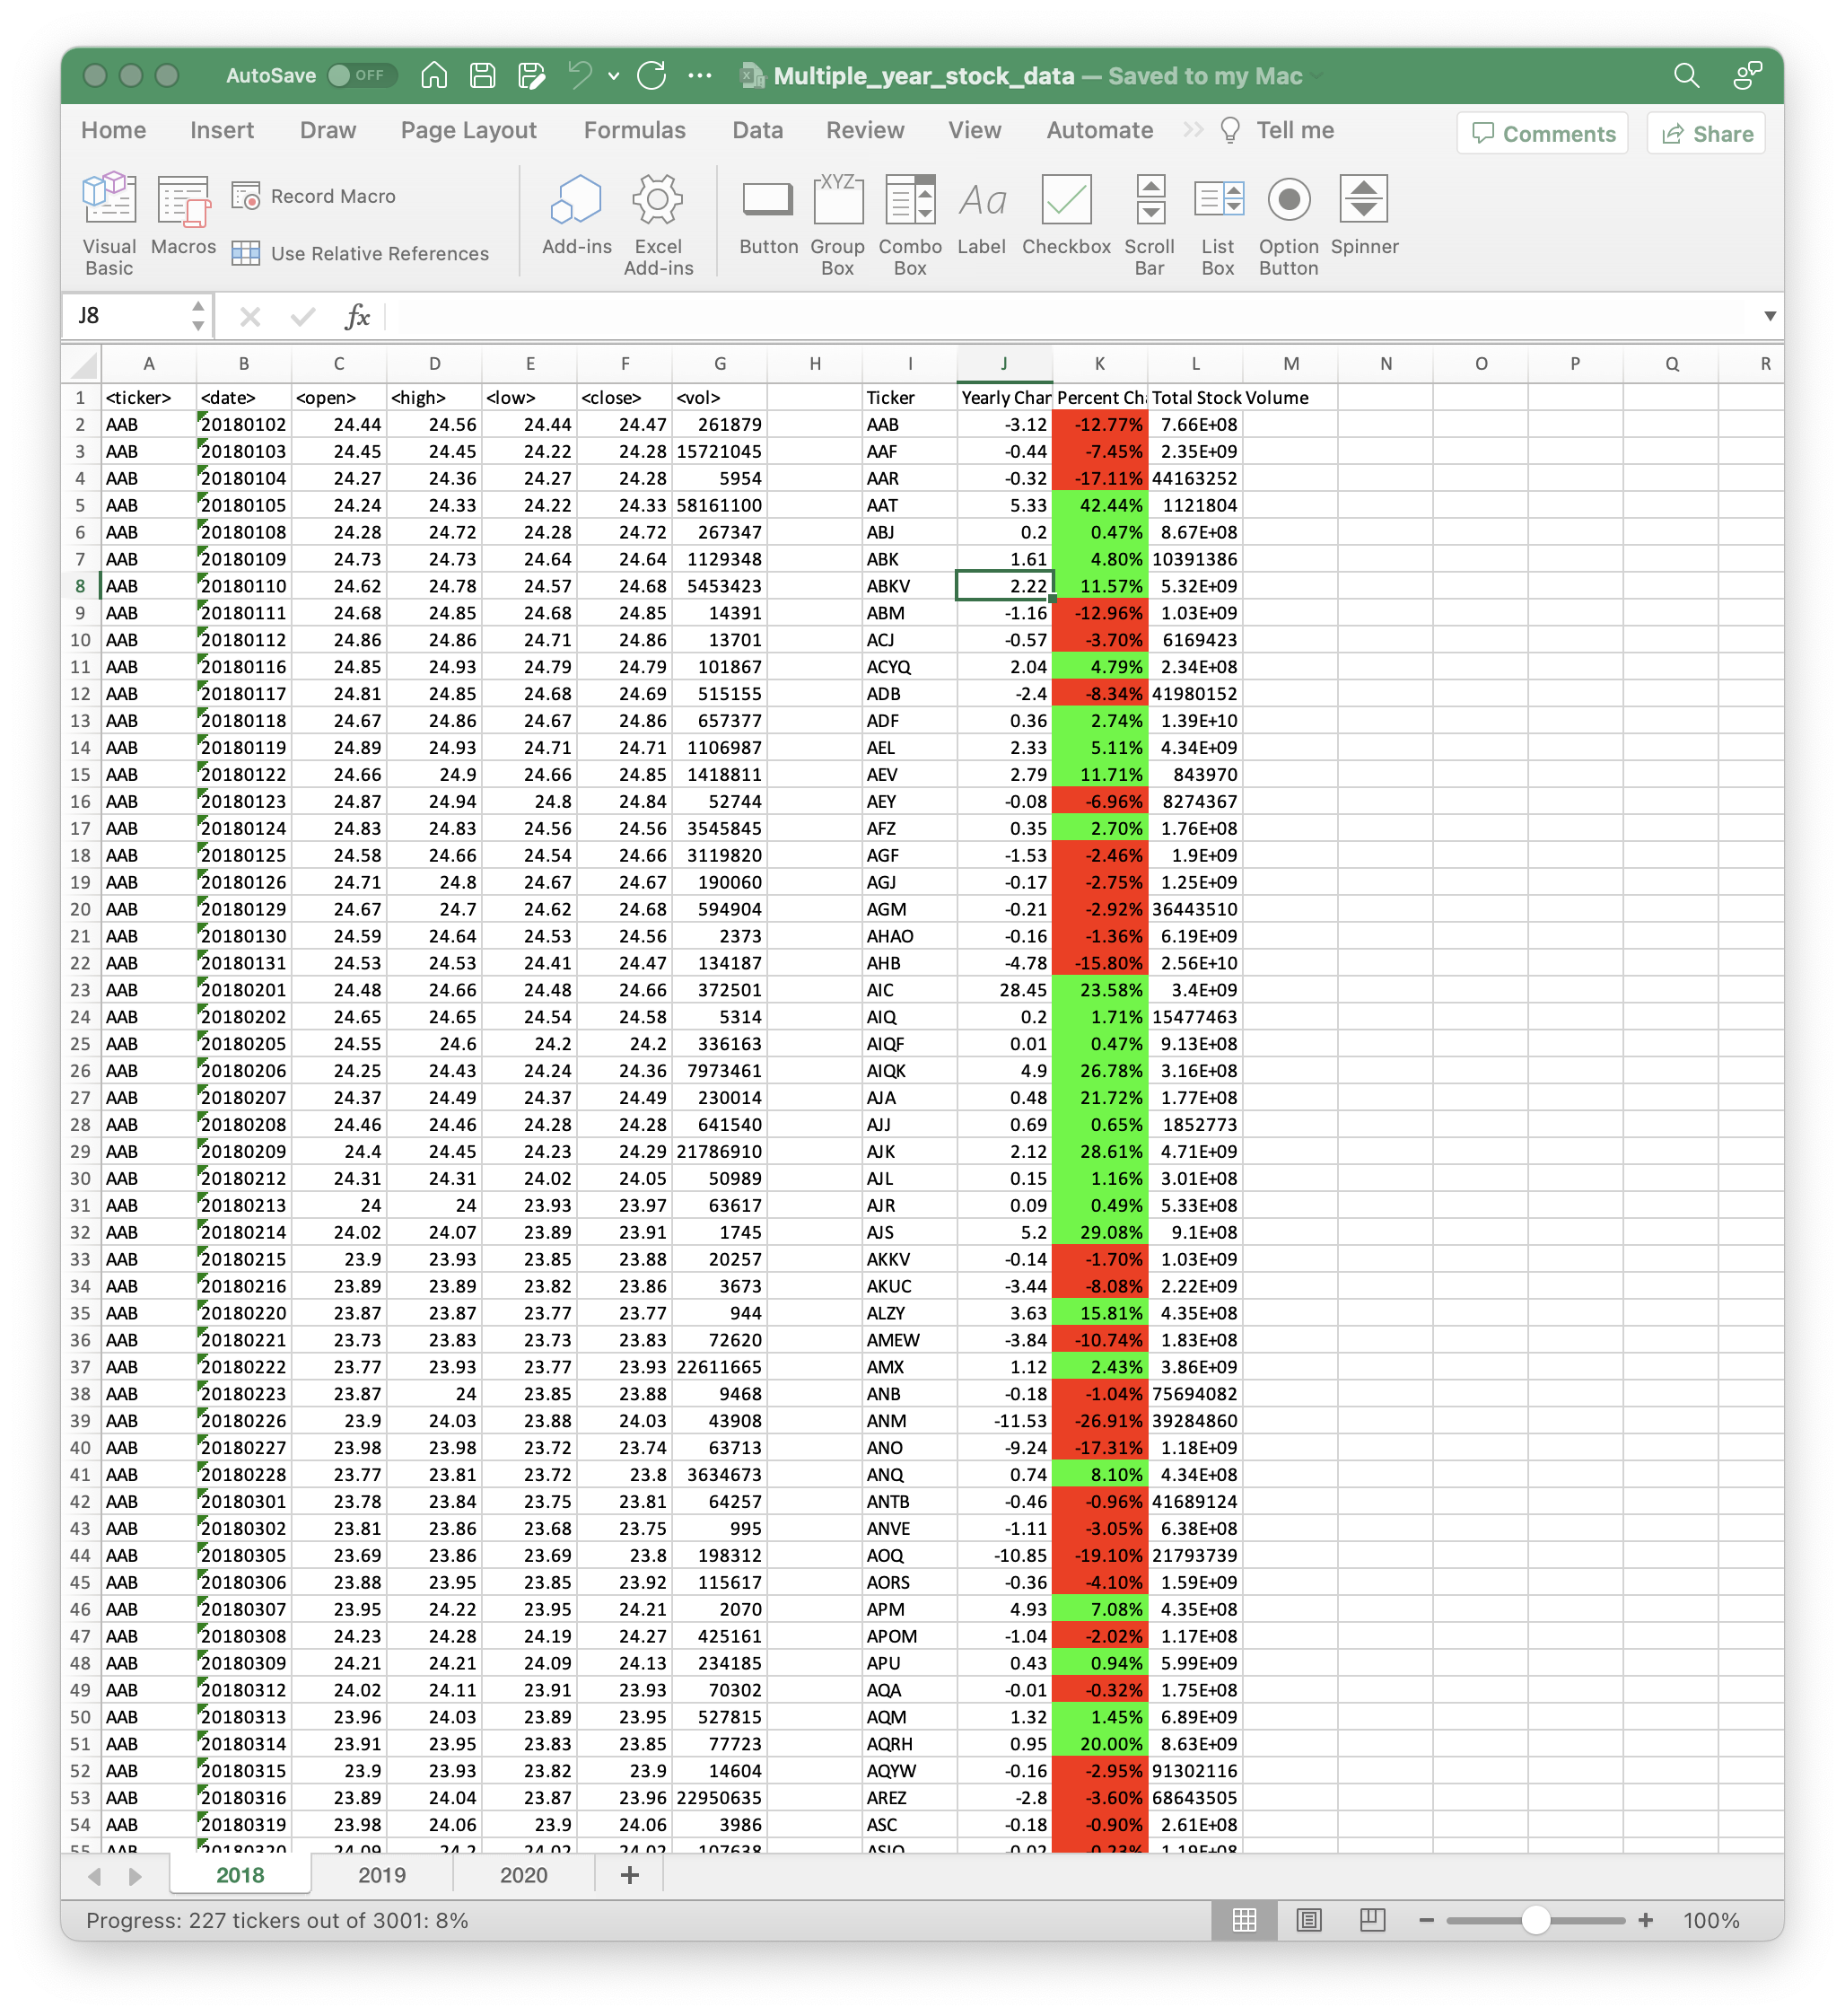 AutoSave OFF Multiple_year_stock_data — Saved to my Mac
Home Insert Draw Page Layout Formulas Data Review View Automate Tell me Comments Share
Visual Basic Macros Record Macro Use Relative References Add-ins Excel Add-ins Button Group Box Combo Box Label Checkbox Scroll Bar List Box Option Button Spinner
J8 fx
A B C D E F G H I J K L M N O P Q R
1 <ticker> <date> <open> <high> <low> <close> <vol> Ticker Yearly Char Percent Ch Total Stock Volume
2 AAB 20180102 24.44 24.56 24.44 24.47 261879 AAB -3.12 -12.77% 7.66E+08
3 AAB 20180103 24.45 24.45 24.22 24.28 15721045 AAF -0.44 -7.45% 2.35E+09
4 AAB 20180104 24.27 24.36 24.27 24.28 5954 AAR -0.32 -17.11% 44163252
5 AAB 20180105 24.24 24.33 24.22 24.33 58161100 AAT 5.33 42.44% 1121804
6 AAB 20180108 24.28 24.72 24.28 24.72 267347 ABJ 0.2 0.47% 8.67E+08
7 AAB 20180109 24.73 24.73 24.64 24.64 1129348 ABK 1.61 4.80% 10391386
8 AAB 20180110 24.62 24.78 24.57 24.68 5453423 ABKV 2.22 11.57% 5.32E+09
9 AAB 20180111 24.68 24.85 24.68 24.85 14391 ABM -1.16 -12.96% 1.03E+09
10 AAB 20180112 24.86 24.86 24.71 24.86 13701 ACJ -0.57 -3.70% 6169423
11 AAB 20180116 24.85 24.93 24.79 24.79 101867 ACYQ 2.04 4.79% 2.34E+08
12 AAB 20180117 24.81 24.85 24.68 24.69 515155 ADB -2.4 -8.34% 41980152
13 AAB 20180118 24.67 24.86 24.67 24.86 657377 ADF 0.36 2.74% 1.39E+10
14 AAB 20180119 24.89 24.93 24.71 24.71 1106987 AEL 2.33 5.11% 4.34E+09
15 AAB 20180122 24.66 24.9 24.66 24.85 1418811 AEV 2.79 11.71% 843970
16 AAB 20180123 24.87 24.94 24.8 24.84 52744 AEY -0.08 -6.96% 8274367
17 AAB 20180124 24.83 24.83 24.56 24.56 3545845 AFZ 0.35 2.70% 1.76E+08
18 AAB 20180125 24.58 24.66 24.54 24.66 3119820 AGF -1.53 -2.46% 1.9E+09
19 AAB 20180126 24.71 24.8 24.67 24.67 190060 AGJ -0.17 -2.75% 1.25E+09
20 AAB 20180129 24.67 24.7 24.62 24.68 594904 AGM -0.21 -2.92% 36443510
21 AAB 20180130 24.59 24.64 24.53 24.56 2373 AHAO -0.16 -1.36% 6.19E+09
22 AAB 20180131 24.53 24.53 24.41 24.47 134187 AHB -4.78 -15.80% 2.56E+10
23 AAB 20180201 24.48 24.66 24.48 24.66 372501 AIC 28.45 23.58% 3.4E+09
24 AAB 20180202 24.65 24.65 24.54 24.58 5314 AIQ 0.2 1.71% 15477463
25 AAB 20180205 24.55 24.6 24.2 24.2 336163 AIQF 0.01 0.47% 9.13E+08
26 AAB 20180206 24.25 24.43 24.24 24.36 7973461 AIQK 4.9 26.78% 3.16E+08
27 AAB 20180207 24.37 24.49 24.37 24.49 230014 AJA 0.48 21.72% 1.77E+08
28 AAB 20180208 24.46 24.46 24.28 24.28 641540 AJJ 0.69 0.65% 1852773
29 AAB 20180209 24.4 24.45 24.23 24.29 21786910 AJK 2.12 28.61% 4.71E+09
30 AAB 20180212 24.31 24.31 24.02 24.05 50989 AJL 0.15 1.16% 3.01E+08
31 AAB 20180213 24 24 23.93 23.97 63617 AJR 0.09 0.49% 5.33E+08
32 AAB 20180214 24.02 24.07 23.89 23.91 1745 AJS 5.2 29.08% 9.1E+08
33 AAB 20180215 23.9 23.93 23.85 23.88 20257 AKKV -0.14 -1.70% 1.03E+09
34 AAB 20180216 23.89 23.89 23.82 23.86 3673 AKUC -3.44 -8.08% 2.22E+09
35 AAB 20180220 23.87 23.87 23.77 23.77 944 ALZY 3.63 15.81% 4.35E+08
36 AAB 20180221 23.73 23.83 23.73 23.83 72620 AMEW -3.84 -10.74% 1.83E+08
37 AAB 20180222 23.77 23.93 23.77 23.93 22611665 AMX 1.12 2.43% 3.86E+09
38 AAB 20180223 23.87 24 23.85 23.88 9468 ANB -0.18 -1.04% 75694082
39 AAB 20180226 23.9 24.03 23.88 24.03 43908 ANM -11.53 -26.91% 39284860
40 AAB 20180227 23.98 23.98 23.72 23.74 63713 ANO -9.24 -17.31% 1.18E+09
41 AAB 20180228 23.77 23.81 23.72 23.8 3634673 ANQ 0.74 8.10% 4.34E+08
42 AAB 20180301 23.78 23.84 23.75 23.81 64257 ANTB -0.46 -0.96% 41689124
43 AAB 20180302 23.81 23.86 23.68 23.75 995 ANVE -1.11 -3.05% 6.38E+08
44 AAB 20180305 23.69 23.86 23.69 23.8 198312 AOQ -10.85 -19.10% 21793739
45 AAB 20180306 23.88 23.95 23.85 23.92 115617 AORS -0.36 -4.10% 1.59E+09
46 AAB 20180307 23.95 24.22 23.95 24.21 2070 APM 4.93 7.08% 4.35E+08
47 AAB 20180308 24.23 24.28 24.19 24.27 425161 APOM -1.04 -2.02% 1.17E+08
48 AAB 20180309 24.21 24.21 24.09 24.13 234185 APU 0.43 0.94% 5.99E+09
49 AAB 20180312 24.02 24.11 23.91 23.93 70302 AQA -0.01 -0.32% 1.75E+08
50 AAB 20180313 23.96 24.03 23.89 23.95 527815 AQM 1.32 1.45% 6.89E+09
51 AAB 20180314 23.91 23.95 23.83 23.85 77723 AQRH 0.95 20.00% 8.63E+09
52 AAB 20180315 23.9 23.93 23.82 23.9 14604 AQYW -0.16 -2.95% 91302116
53 AAB 20180316 23.89 24.04 23.87 23.96 22950635 AREZ -2.8 -3.60% 68643505
54 AAB 20180319 23.98 24.06 23.9 24.06 3986 ASC -0.18 -0.90% 2.61E+08
55 AAB 20180320 24.09 24.2 24.02 24.02 107638 -0.02 -0.23% 1.19E+08
2018 2019 2020 +
Progress: 227 tickers out of 3001: 8% 100%